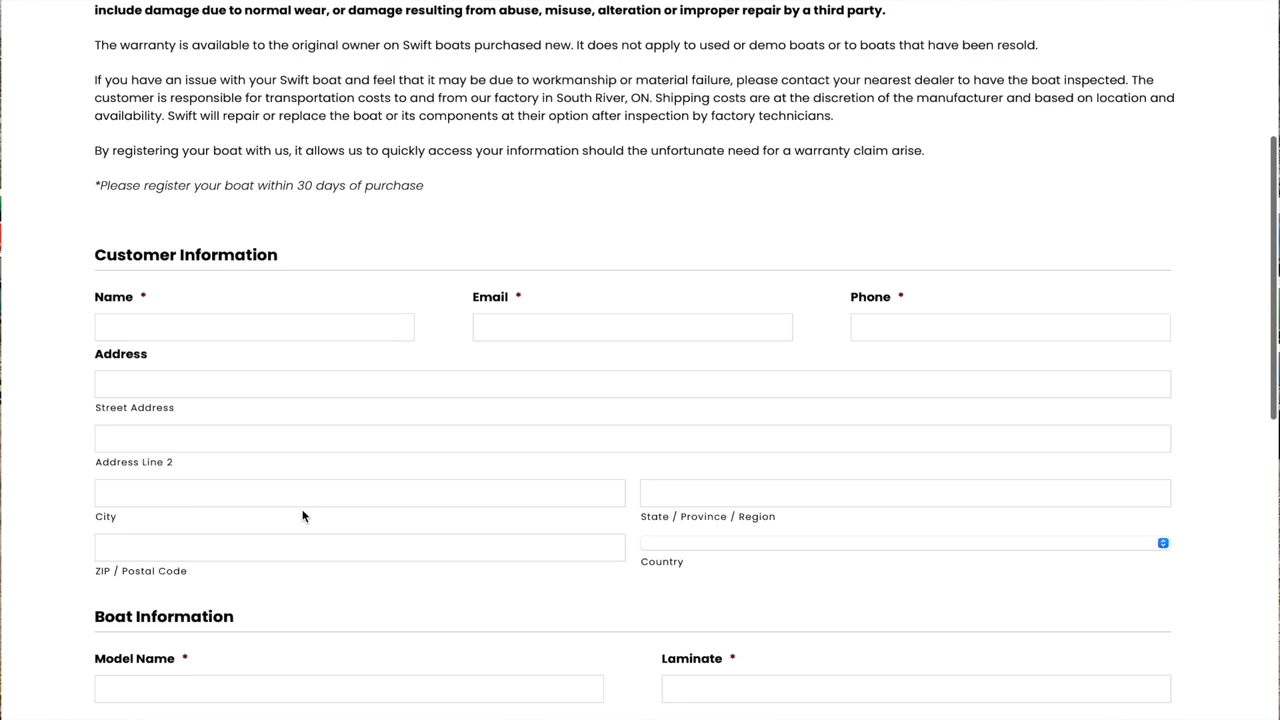 include damage due to normal wear, or damage resulting from abuse, misuse, alteration or improper repair by a third party.
The warranty is available to the original owner on Swift boats purchased new. It does not apply to used or demo boats or to boats that have been resold.
If you have an issue with your Swift boat and feel that it may be due to workmanship or material failure, please contact your nearest dealer to have the boat inspected. The
customer is responsible for transportation costs to and from our factory in South River, ON. Shipping costs are at the discretion of the manufacturer and based on location and
availability. Swift will repair or replace the boat or its components at their option after inspection by factory technicians.
By registering your boat with us, it allows us to quickly access your information should the unfortunate need for a warranty claim arise.
*Please register your boat within 30 days of purchase
Customer Information
Name * Email * Phone *
Address
Street Address
Address Line 2
City State / Province / Region
ZIP / Postal Code Country
Boat Information
Model Name * Laminate *